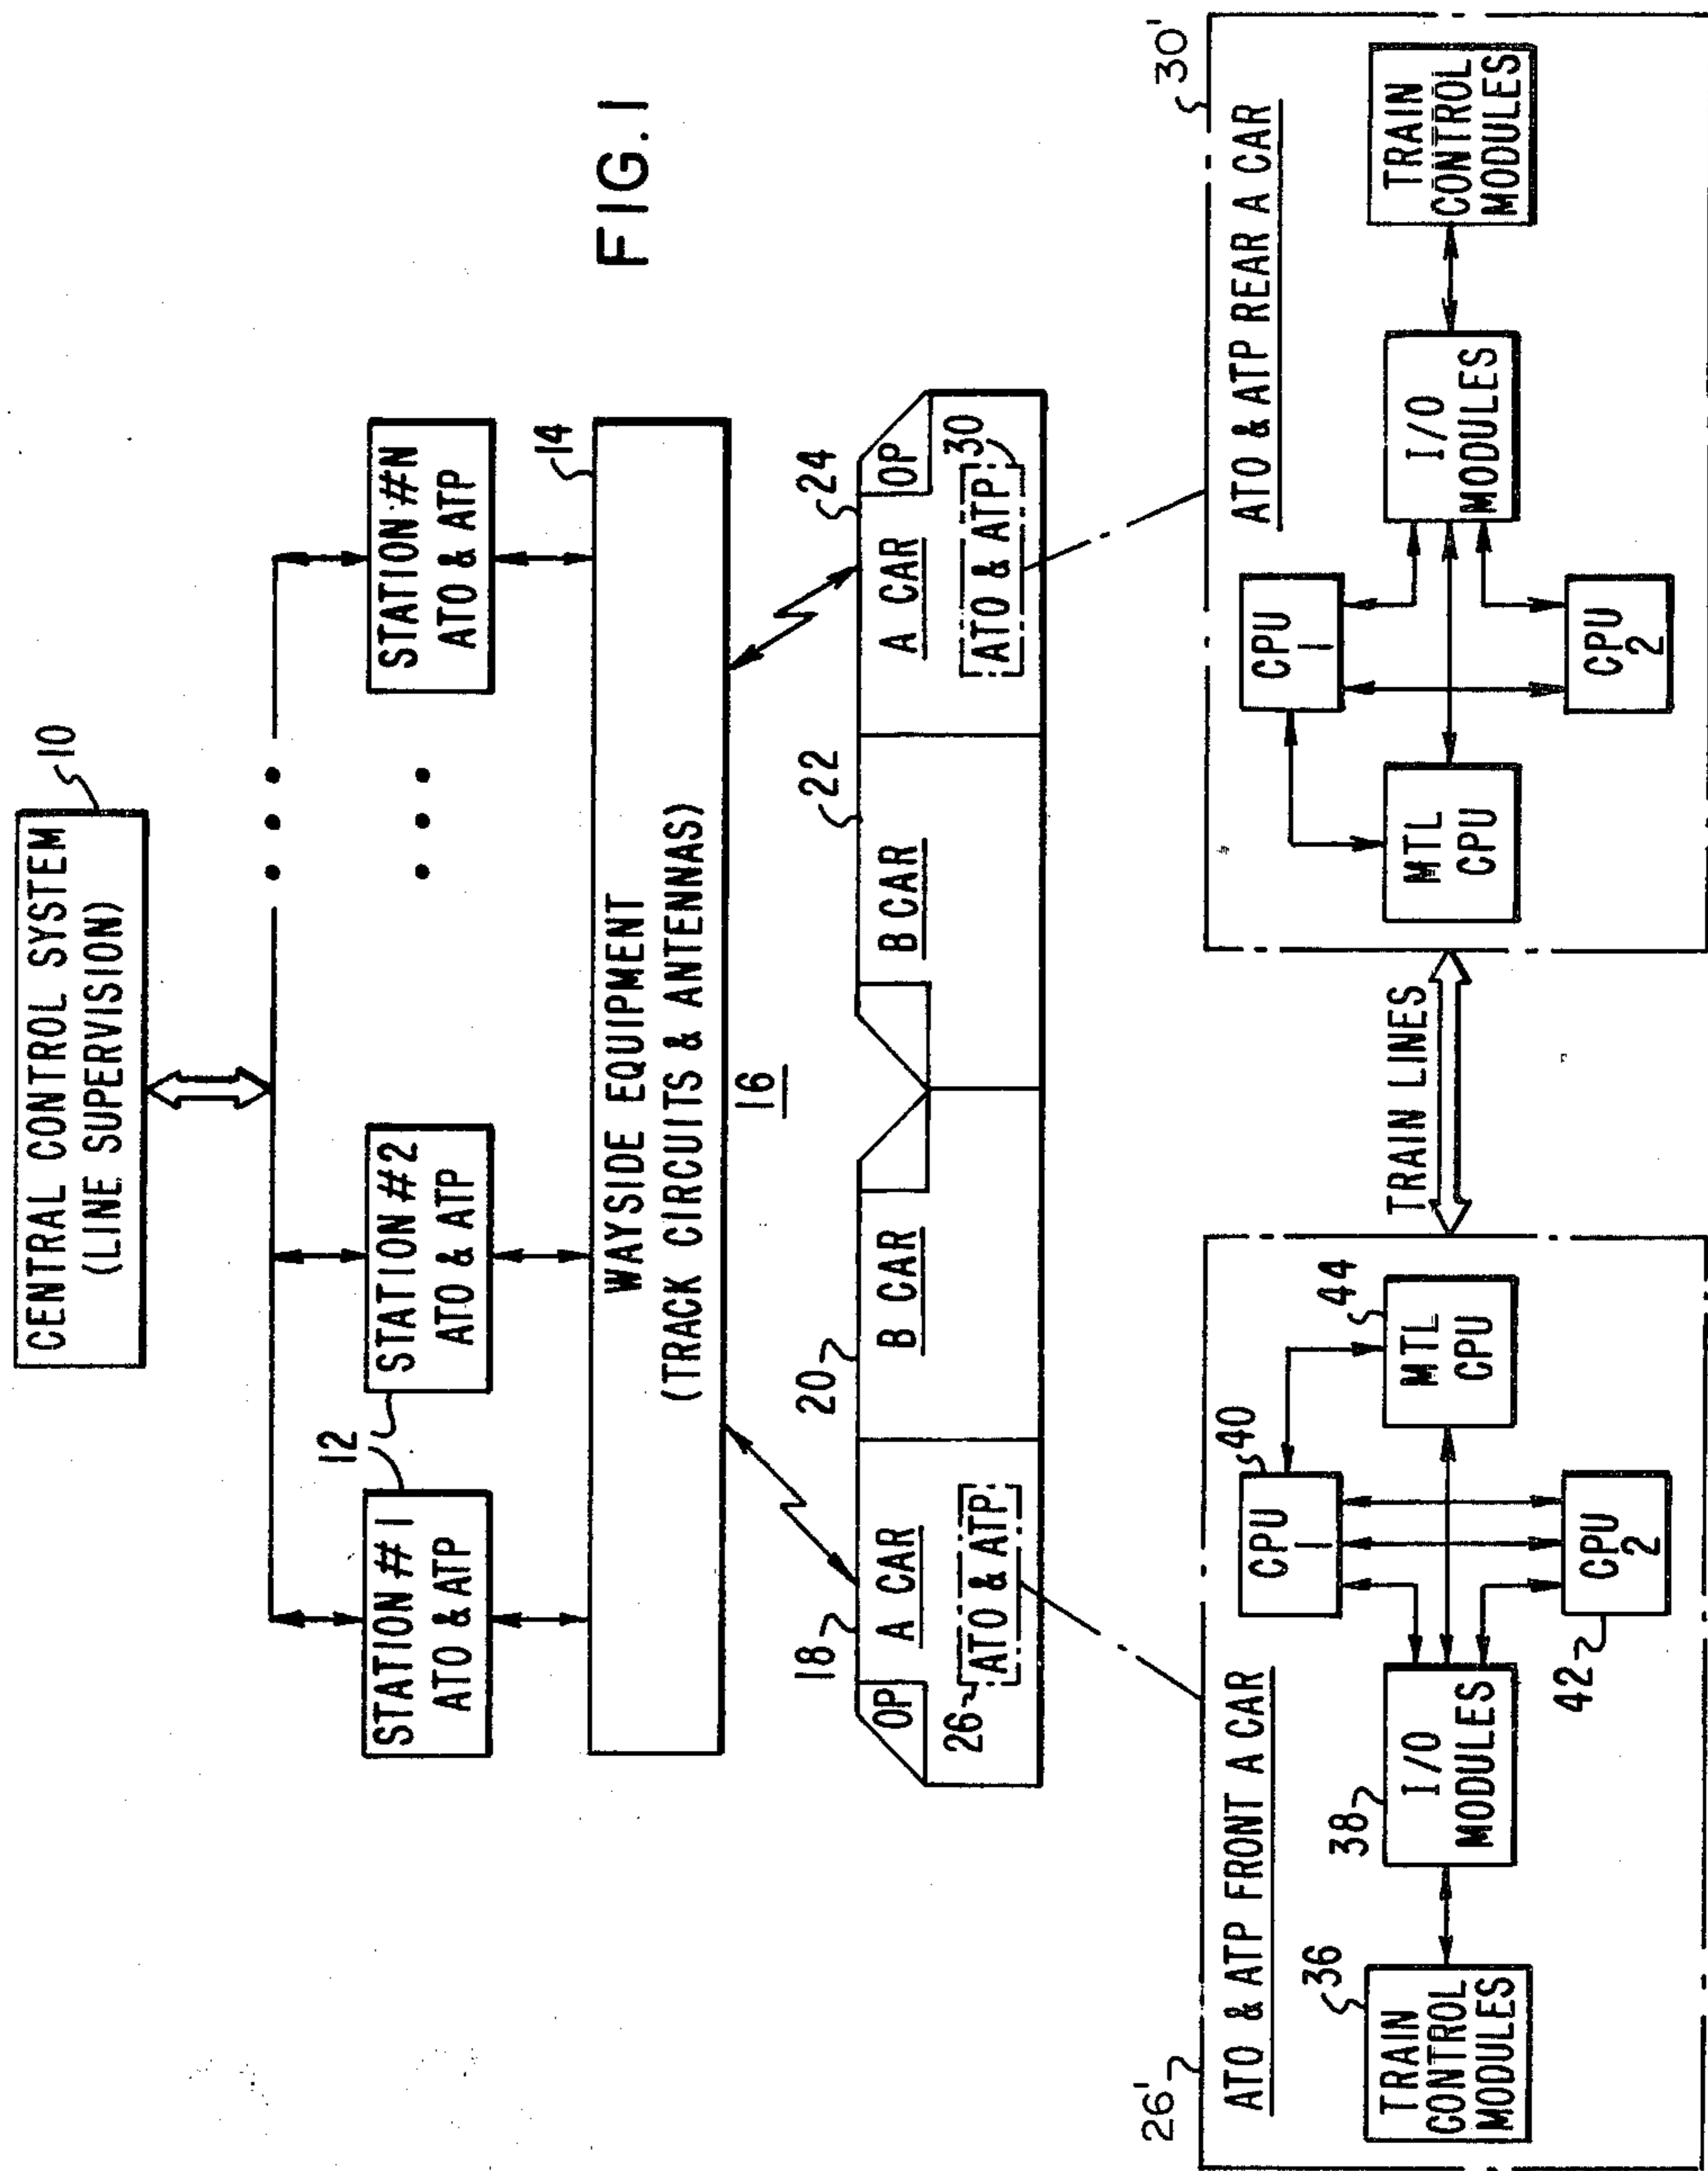 CENTRAL CONTROL SYSTEM
(LINE SUPERVISION)
10
12
STATION #1
ATO & ATP
STATION #2
ATO & ATP
STATION #N
ATO & ATP
WAYSIDE EQUIPMENT
(TRACK CIRCUITS & ANTENNAS)
14
16
FIG. 1
18
20
22
24
OP
A CAR
B CAR
B CAR
A CAR
OP
26
ATO & ATP
ATO & ATP
30
26'
ATO & ATP FRONT A CAR
36
TRAIN
CONTROL
MODULES
38
I/O
MODULES
40
CPU
1
42
CPU
2
44
MTL
CPU
TRAIN LINES
30'
ATO & ATP REAR A CAR
MTL
CPU
CPU
1
CPU
2
I/O
MODULES
TRAIN
CONTROL
MODULES